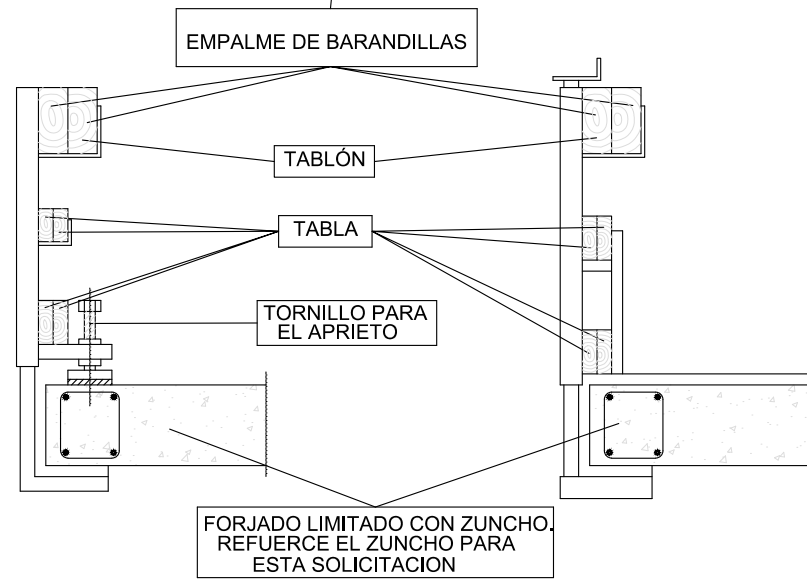 EMPALME DE BARANDILLAS
TABLÓN
TABLA
TORNILLO PARA
EL APRIETO
FORJADO LIMITADO CON ZUNCHO.
REFUERCE EL ZUNCHO PARA
ESTA SOLICITACION